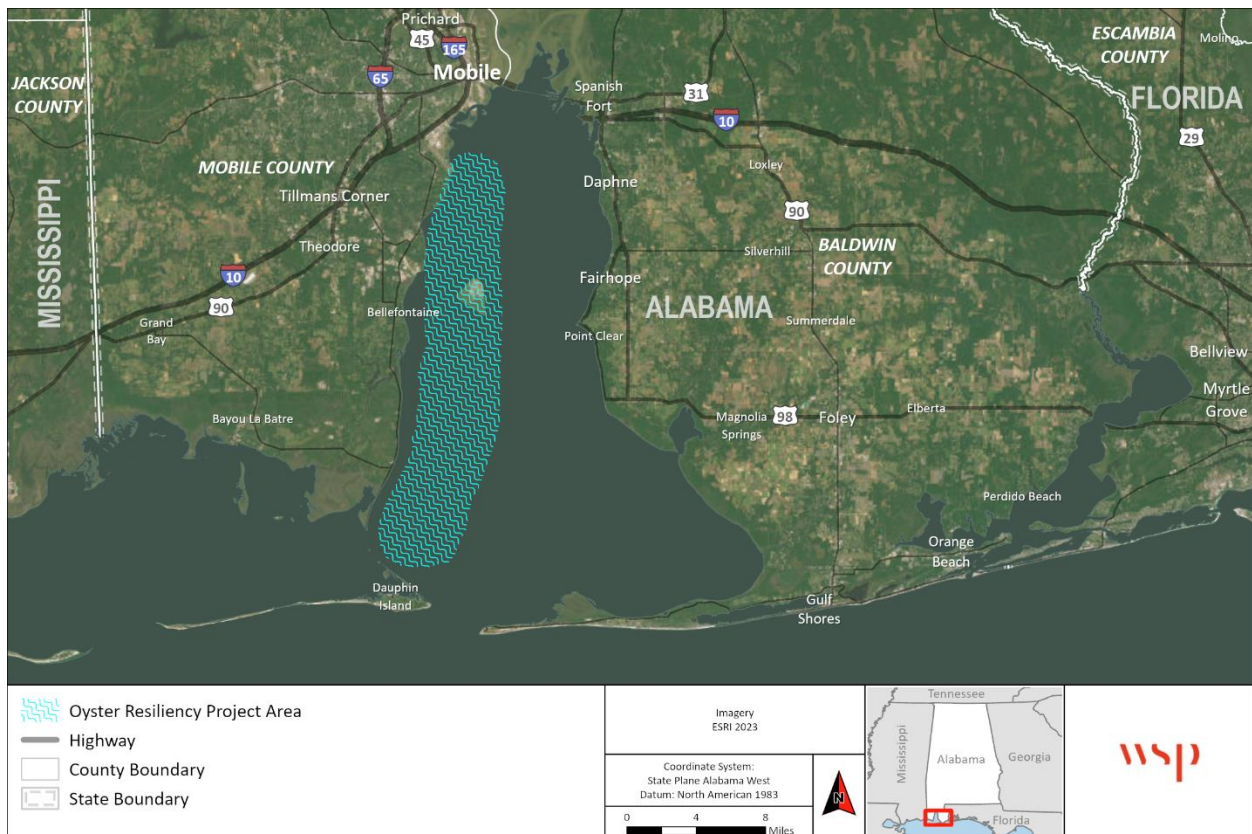 Prichard
45
165
65
Mobile
JACKSON
COUNTY
MISSISSIPPI
MOBILE COUNTY
Tillmans Corner
Theodore
10
90
Grand
Bay
Bellefontaine
Bayou La Batre
Dauphin
Island
Spanish
Fort
31
10
Daphne
Loxley
90
Silverhill
BALDWIN
COUNTY
Fairhope
ALABAMA
Point Clear
Summerdale
Magnolia
Springs
98
Foley
Elberta
Perdido Beach
Orange
Beach
Gulf
Shores
ESCAMBIA
COUNTY
Molino
FLORIDA
29
Bellview
Myrtle
Grove
Oyster Resiliency Project Area
Highway
County Boundary
State Boundary
Imagery
ESRI 2023
Coordinate System:
State Plane Alabama West
Datum: North American 1983
0 4 8
Miles
N
Tennessee
Mississippi
Alabama
Georgia
Florida
wsp